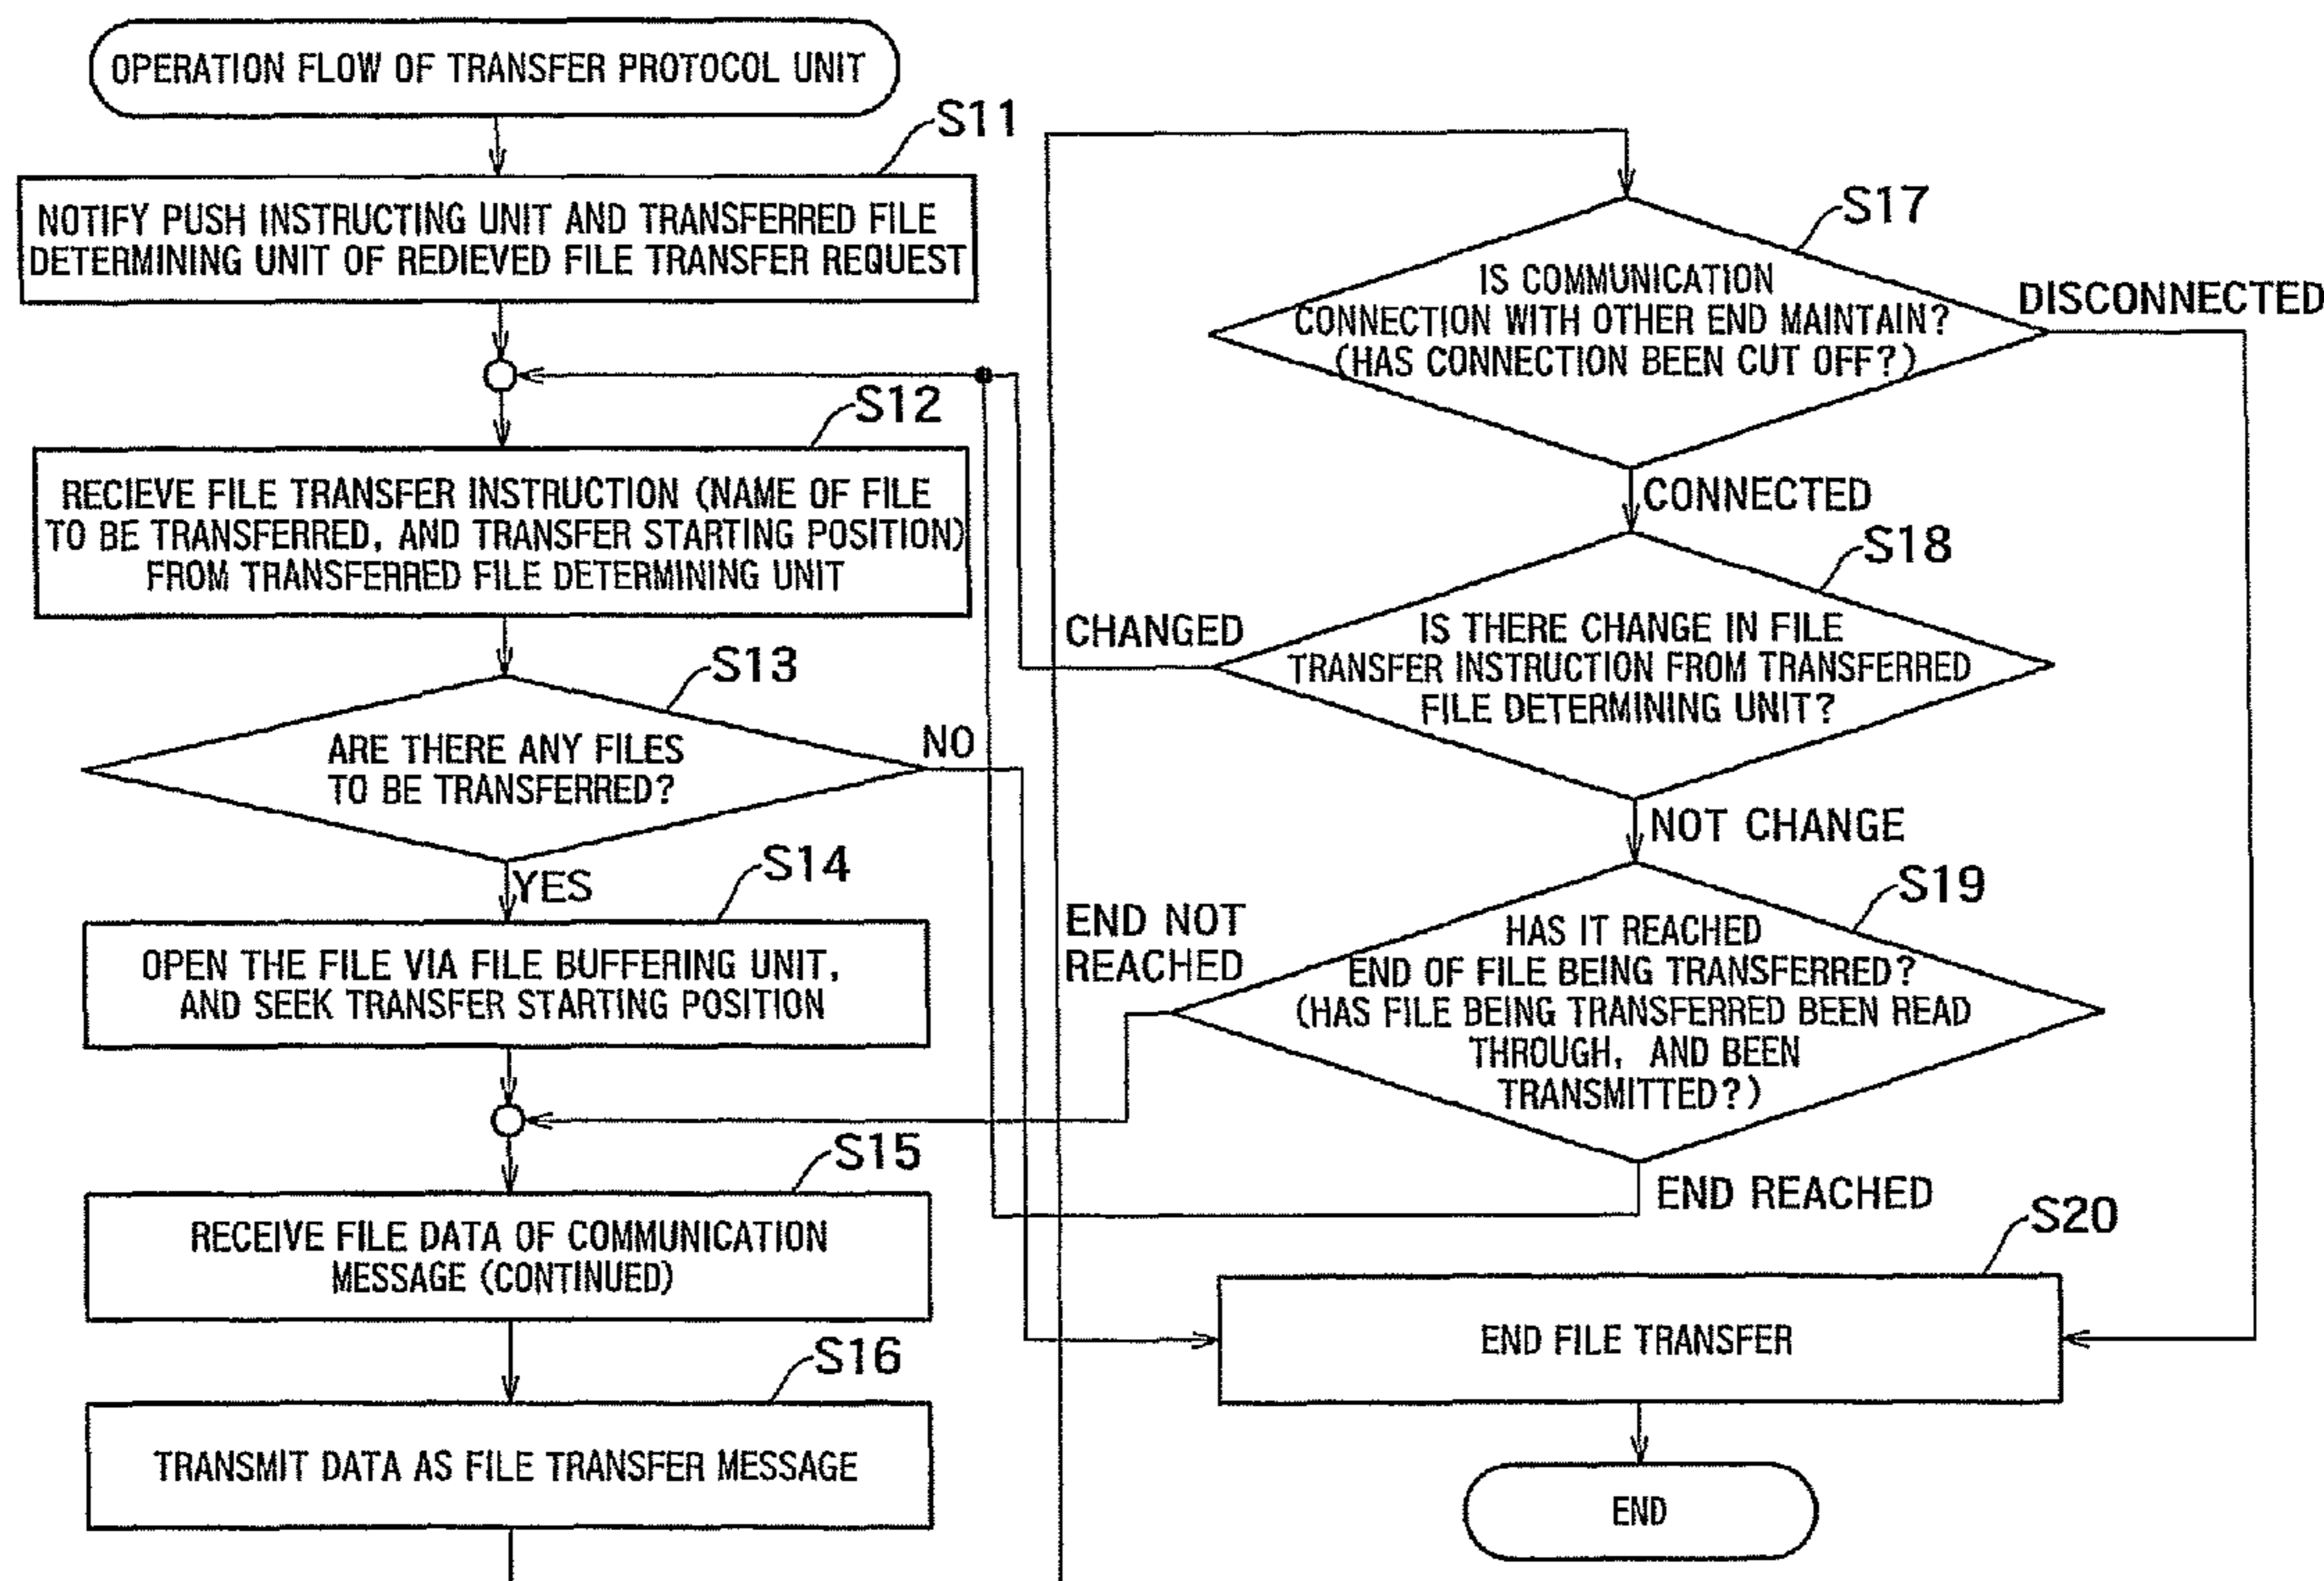 OPERATION FLOW OF TRANSFER PROTOCOL UNIT
S11
NOTIFY PUSH INSTRUCTING UNIT AND TRANSFERRED FILE
DETERMINING UNIT OF REDIEVED FILE TRANSFER REQUEST
S12
RECIEVE FILE TRANSFER INSTRUCTION (NAME OF FILE
TO BE TRANSFERRED, AND TRANSFER STARTING POSITION)
FROM TRANSFERRED FILE DETERMINING UNIT
S13
ARE THERE ANY FILES
TO BE TRANSFERRED?
NO
YES
S14
OPEN THE FILE VIA FILE BUFFERING UNIT,
AND SEEK TRANSFER STARTING POSITION
S15
RECEIVE FILE DATA OF COMMUNICATION
MESSAGE (CONTINUED)
S16
TRANSMIT DATA AS FILE TRANSFER MESSAGE
S17
IS COMMUNICATION
CONNECTION WITH OTHER END MAINTAIN?
(HAS CONNECTION BEEN CUT OFF?)
DISCONNECTED
CONNECTED
S18
IS THERE CHANGE IN FILE
TRANSFER INSTRUCTION FROM TRANSFERRED
FILE DETERMINING UNIT?
CHANGED
NOT CHANGE
S19
HAS IT REACHED
END OF FILE BEING TRANSFERRED?
(HAS FILE BEING TRANSFERRED BEEN READ
THROUGH, AND BEEN
TRANSMITTED?)
END NOT
REACHED
END REACHED
S20
END FILE TRANSFER
END